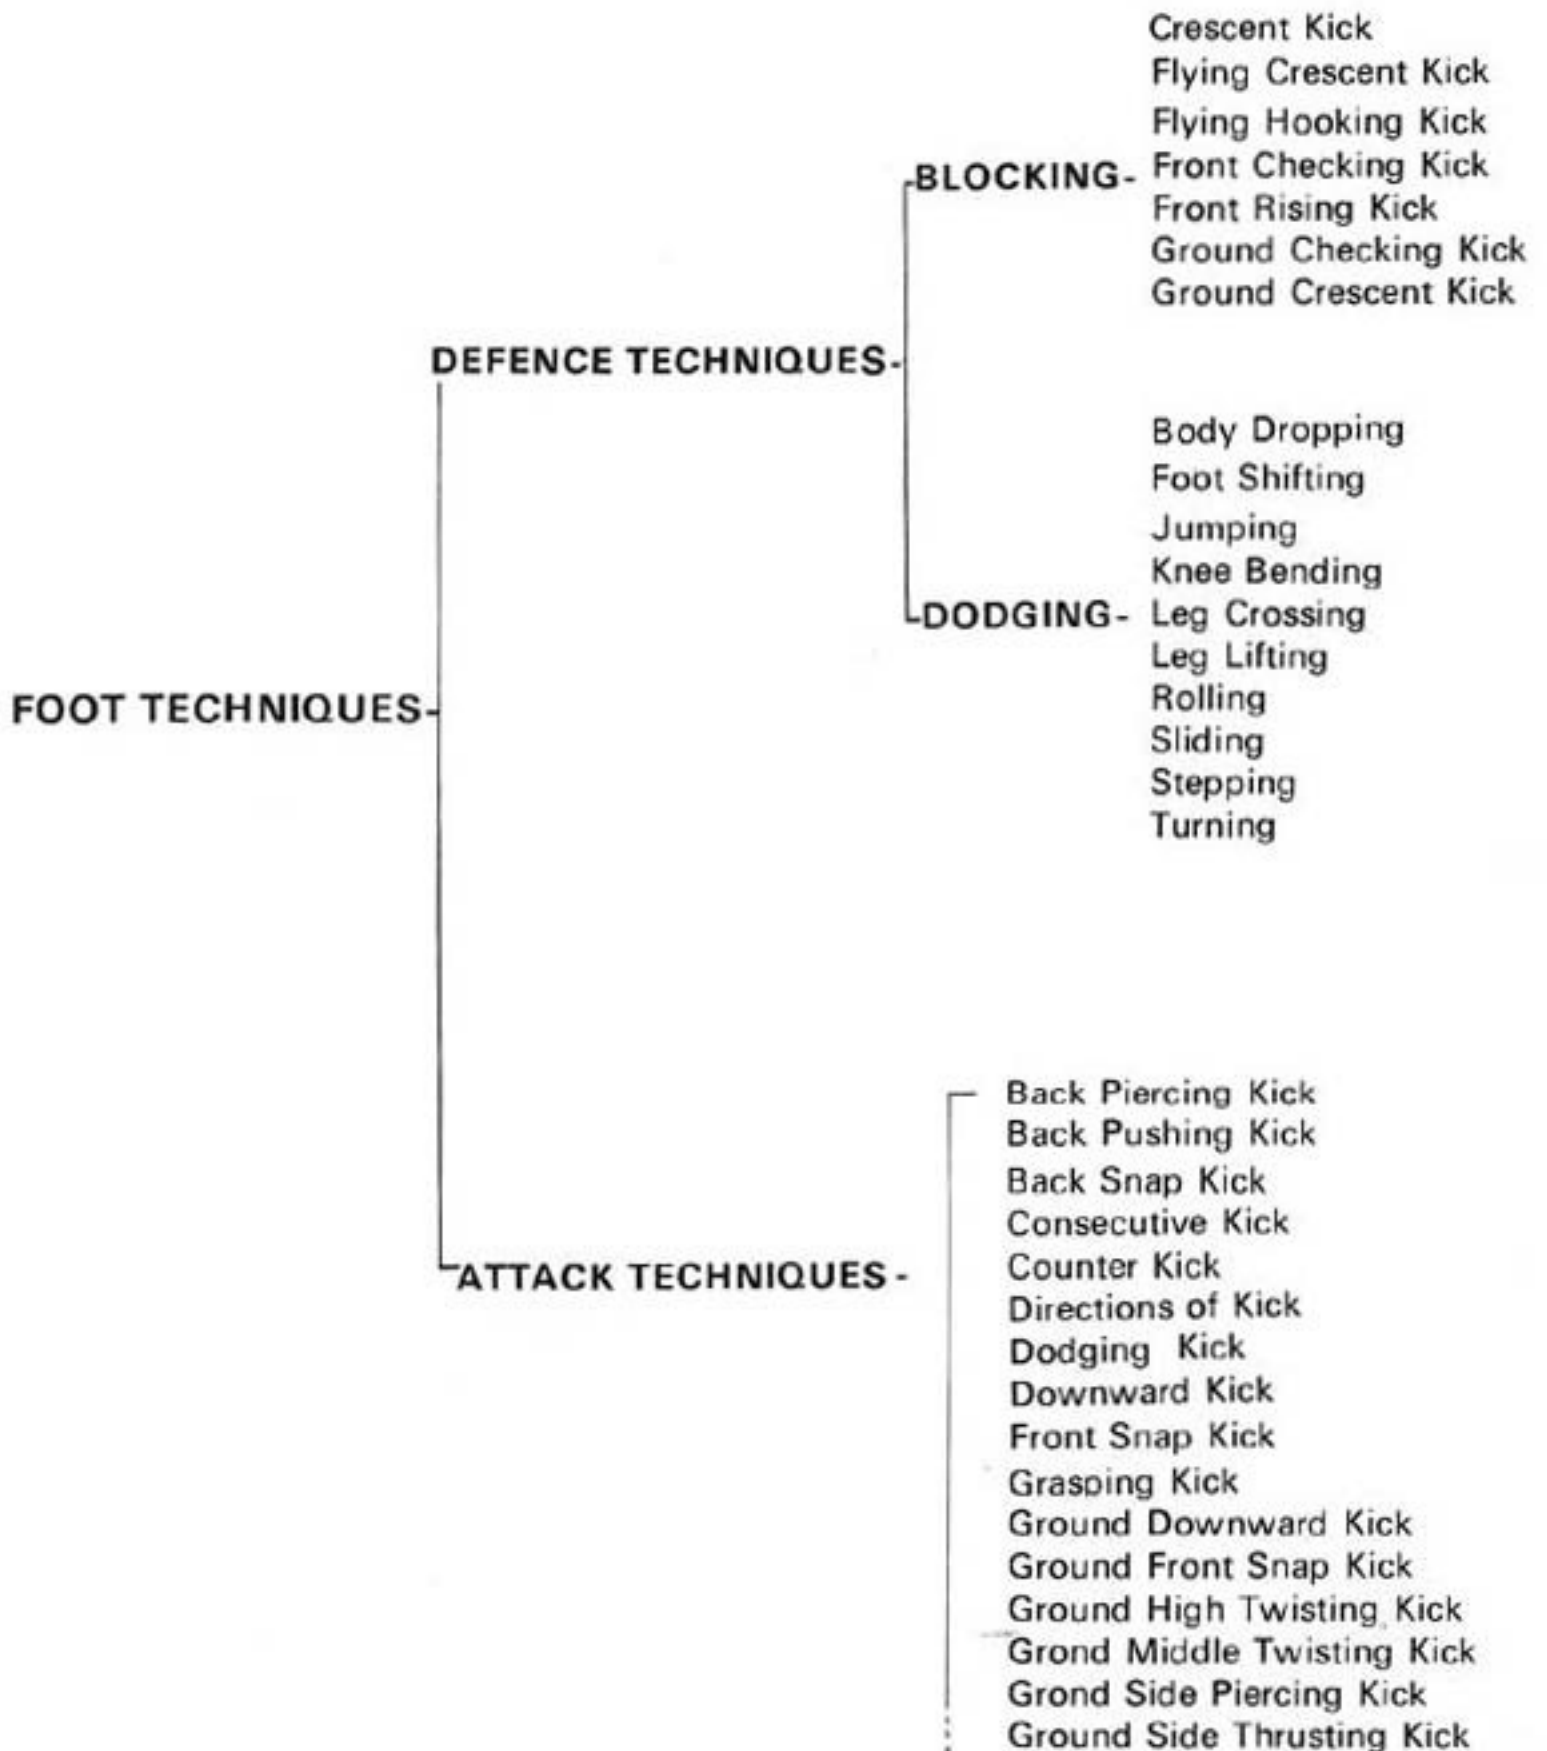 Crescent Kick
Flying Crescent Kick
Flying Hooking Kick
BLOCKING- Front Checking Kick
Front Rising Kick
Ground Checking Kick
Ground Crescent Kick
DEFENCE TECHNIQUES-
Body Dropping
Foot Shifting
Jumping
Knee Bending
DODGING- Leg Crossing
Leg Lifting
FOOT TECHNIQUES- Rolling
Sliding
Stepping
Turning
Back Piercing Kick
Back Pushing Kick
Back Snap Kick
Consecutive Kick
ATTACK TECHNIQUES - Counter Kick
Directions of Kick
Dodging Kick
Downward Kick
Front Snap Kick
Grasping Kick
Ground Downward Kick
Ground Front Snap Kick
Ground High Twisting Kick
Grond Middle Twisting Kick
Grond Side Piercing Kick
Ground Side Thrusting Kick